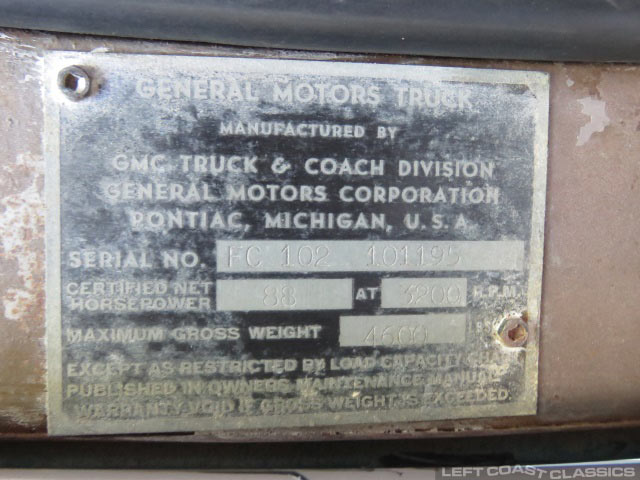 GENERAL MOTORS TRUCK
MANUFACTURED BY
GMC TRUCK & COACH DIVISION
GENERAL MOTORS CORPORATION
PONTIAC, MICHIGAN, U.S.A.
SERIAL NO. FC 102 101195
CERTIFIED NET HORSEPOWER 88 AT 3200 R.P.M.
MAXIMUM GROSS WEIGHT 4600
EXCEPT AS RESTRICTED BY LOAD CAPACITY
PUBLISHED IN OWNERS MAINTENANCE MANUAL
WARRANTY VOID IF GROSS WEIGHT IS EXCEEDED.
LEFT COAST CLASSICS